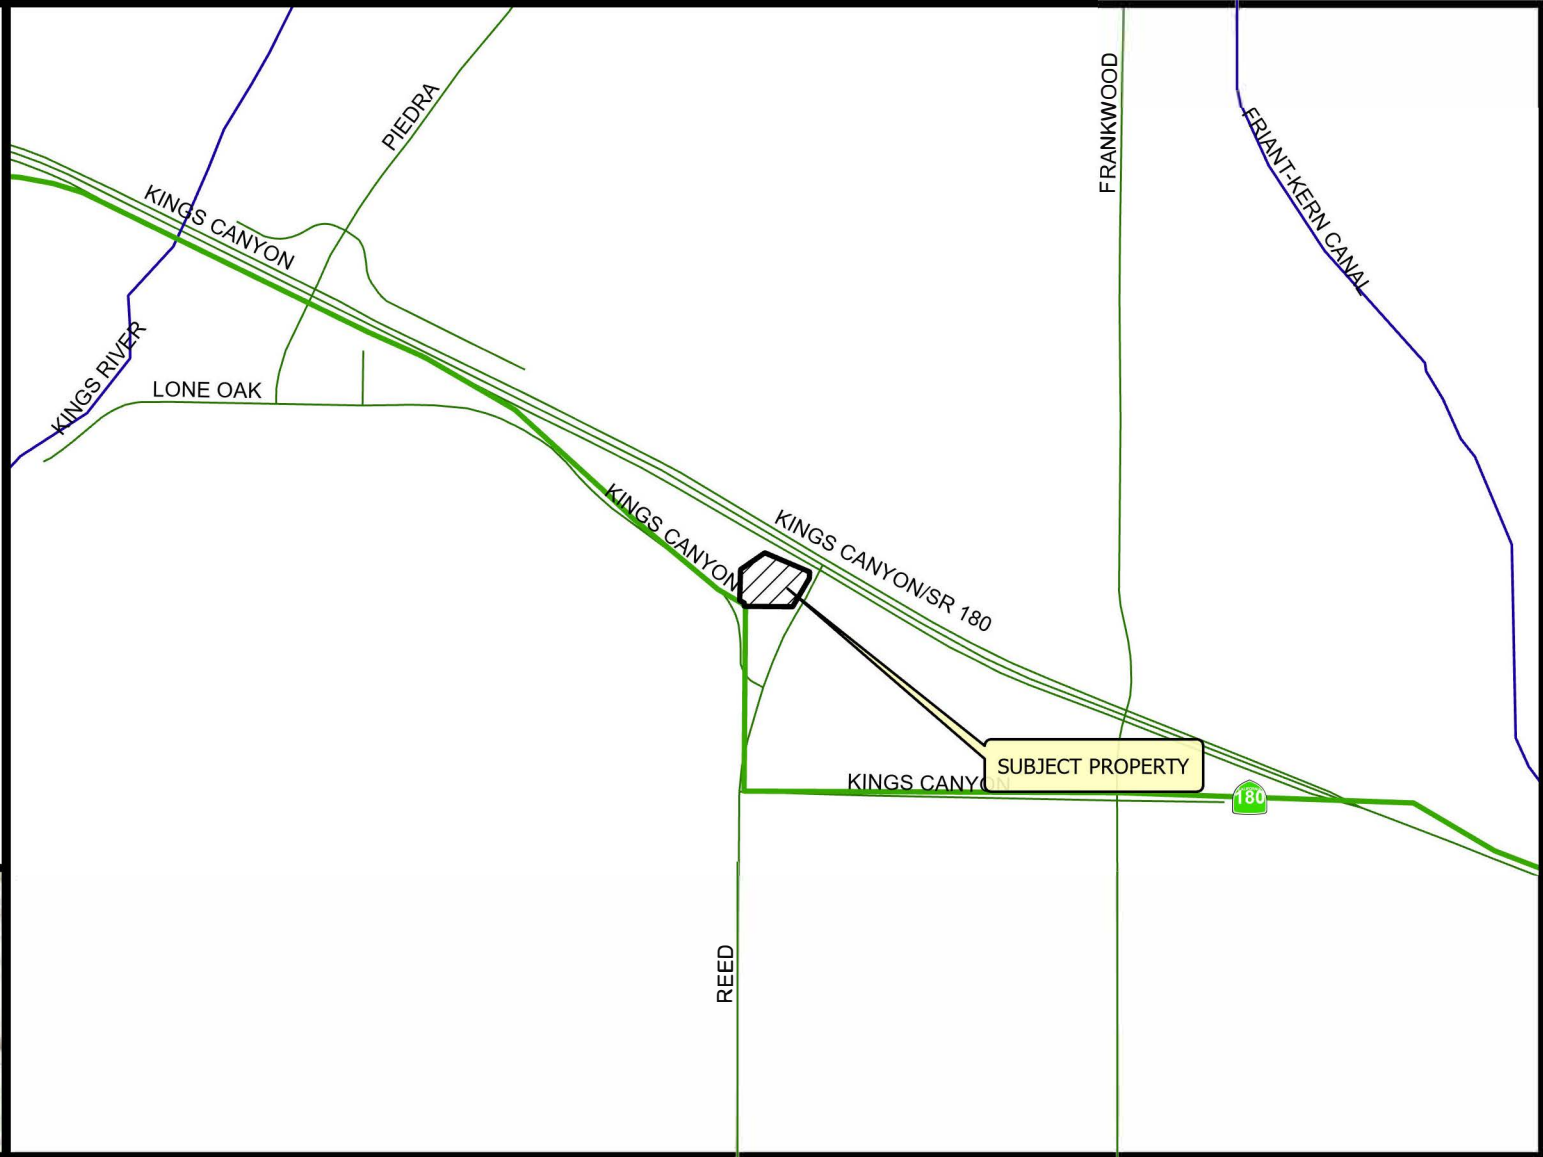 PIEDRA
FRANKWOOD
FRIANT-KERN CANAL
KINGS CANYON
KINGS RIVER
LONE OAK
KINGS CANYON
KINGS CANYON/SR 180
SUBJECT PROPERTY
KINGS CANYON
180
REED